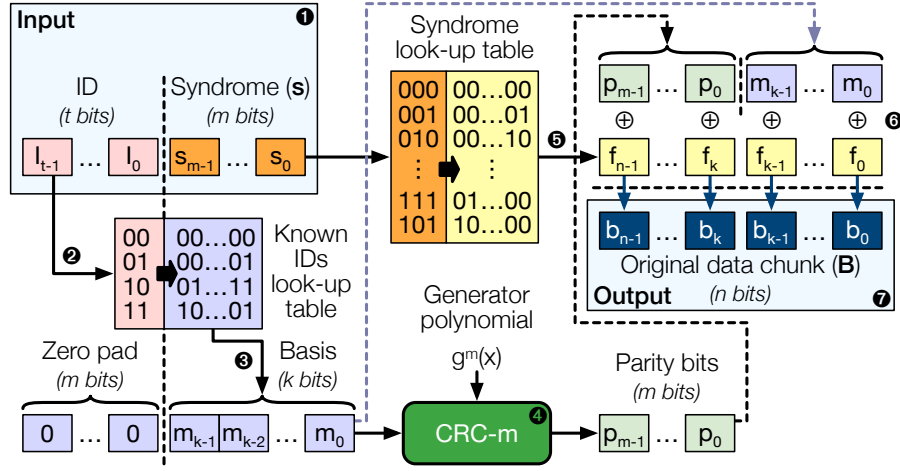 Input ❶
ID
(t bits)
Syndrome (s)
(m bits)
I_{t-1} ... I_0
s_{m-1} ... s_0
Syndrome
look-up table
000 00...00
001 00...01
010 00...10
⋮ ⋮
111 01...00
101 10...00
❺
p_{m-1} ... p_0 m_{k-1} ... m_0
⊕ ⊕ ⊕ ⊕ ❻
f_{n-1} ... f_k f_{k-1} ... f_0
b_{n-1} ... b_k b_{k-1} ... b_0
Original data chunk (B)
(n bits)
Output ❼
❷
00 00...00
01 00...01
10 01...11
11 10...01
Known
IDs
look-up
table
❸
Zero pad
(m bits)
0 ... 0
Basis
(k bits)
m_{k-1} m_{k-2} ... m_0
Generator
polynomial
g^m(x)
CRC-m ❹
Parity bits
(m bits)
p_{m-1} ... p_0